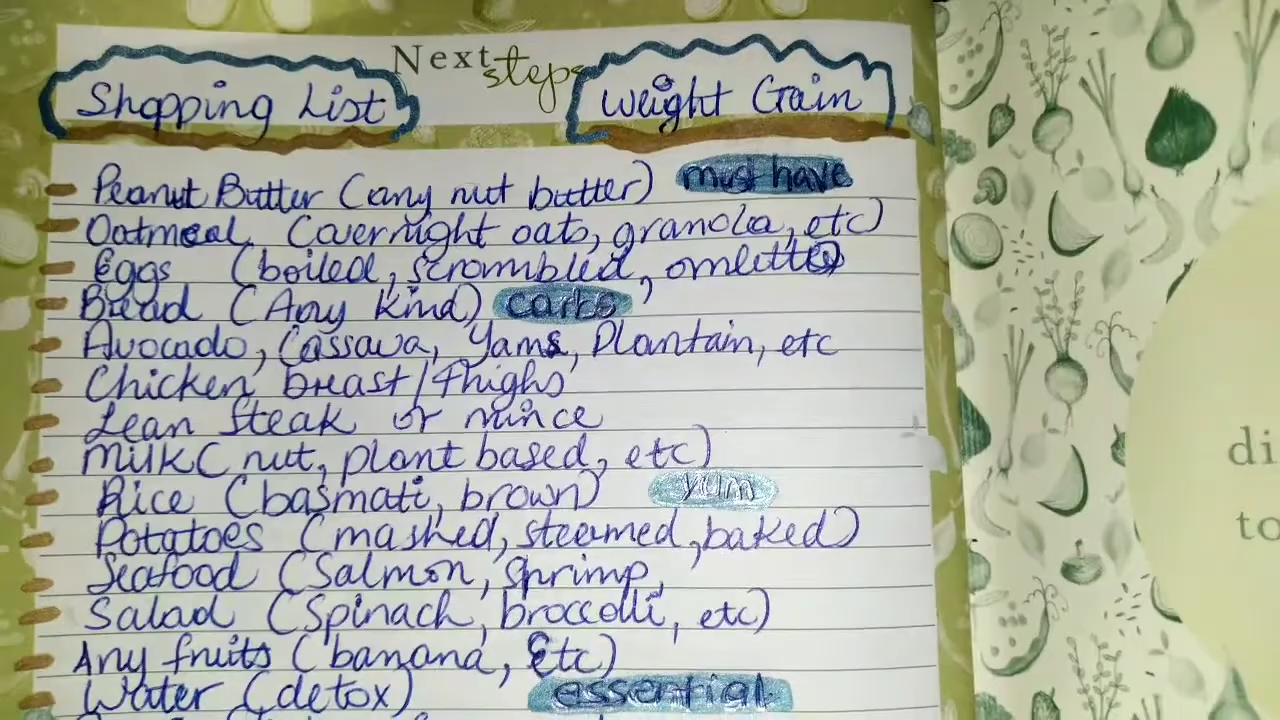 Next steps
Shopping List
Weight Gain
Peanut Butter (any nut butter) must have
Oatmeal (overnight oats, granola, etc)
Eggs (boiled, scrambled, omlette)
Bread (Any kind) carbs
Avocado, Cassava, Yams, Plantain, etc
Chicken breast/Thighs
Lean steak or mince
Milk (nut, plant based, etc)
Rice (basmati, brown) yum
Potatoes (mashed, steamed, baked)
Seafood (Salmon, shrimp,
Salad (Spinach, broccolli, etc)
Any fruits (banana, Etc)
Water (detox) essential
di
to